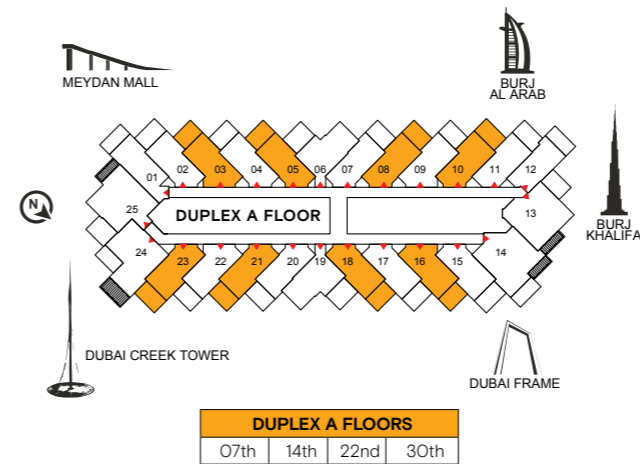 MEYDAN MALL
BURJ
AL ARAB
BURJ
KHALIFA
N
01 02 03 04 05 06 07 08 09 10 11 12
13
25
DUPLEX A FLOOR
24 23 22 21 20 19 18 17 16 15 14
DUBAI CREEK TOWER
DUBAI FRAME
DUPLEX A FLOORS
07th 14th 22nd 30th